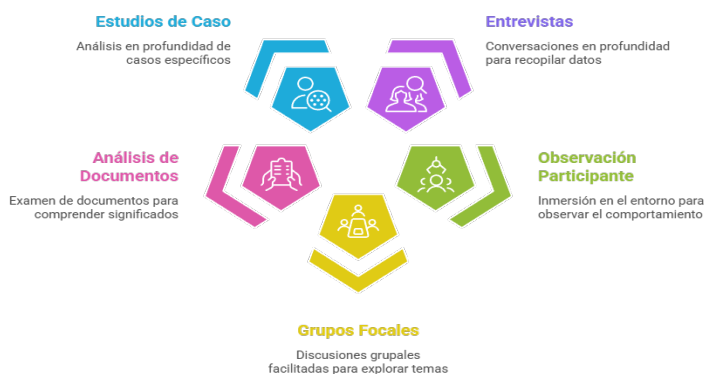 Estudios de Caso
Análisis en profundidad de
casos específicos
Entrevistas
Conversaciones en profundidad
para recopilar datos
Análisis de
Documentos
Examen de documentos para
comprender significados
Observación
Participante
Inmersión en el entorno para
observar el comportamiento
Grupos Focales
Discusiones grupales
facilitadas para explorar temas